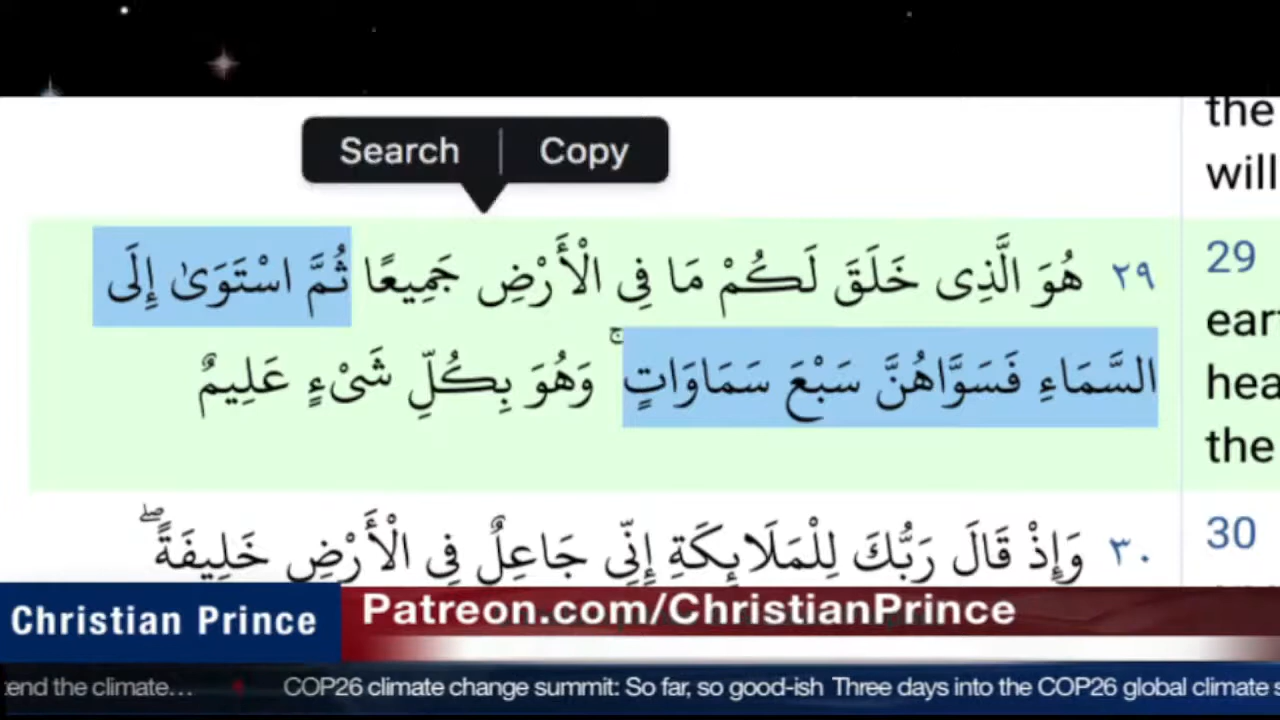 the
will
Search | Copy
٢٩ هُوَ الَّذِى خَلَقَ لَكُمْ مَا فِى الْأَرْضِ جَمِيعًا ثُمَّ اسْتَوَىٰ إِلَى
السَّمَاءِ فَسَوَّاهُنَّ سَبْعَ سَمَاوَاتٍ ۚ وَهُوَ بِكُلِّ شَىْءٍ عَلِيمٌ
29
ear
hea
the
٣٠ وَإِذْ قَالَ رَبُّكَ لِلْمَلَائِكَةِ إِنِّى جَاعِلٌ فِى الْأَرْضِ خَلِيفَةً ۖ
30
Christian Prince
Patreon.com/ChristianPrince
end the climate... COP26 climate change summit: So far, so good-ish Three days into the COP26 global climate s